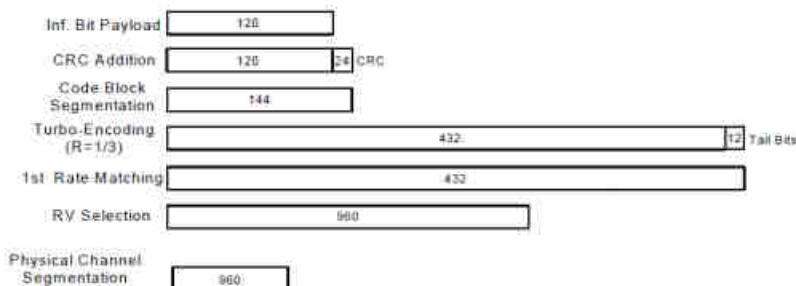 Inf. Bit Payload 120
CRC Addition 120 24 CRC
Code Block
Segmentation 144
Turbo-Encoding
(R=1/3) 432 12 Tail Bits
1st Rate Matching 432
RV Selection 960
Physical Channel
Segmentation 960